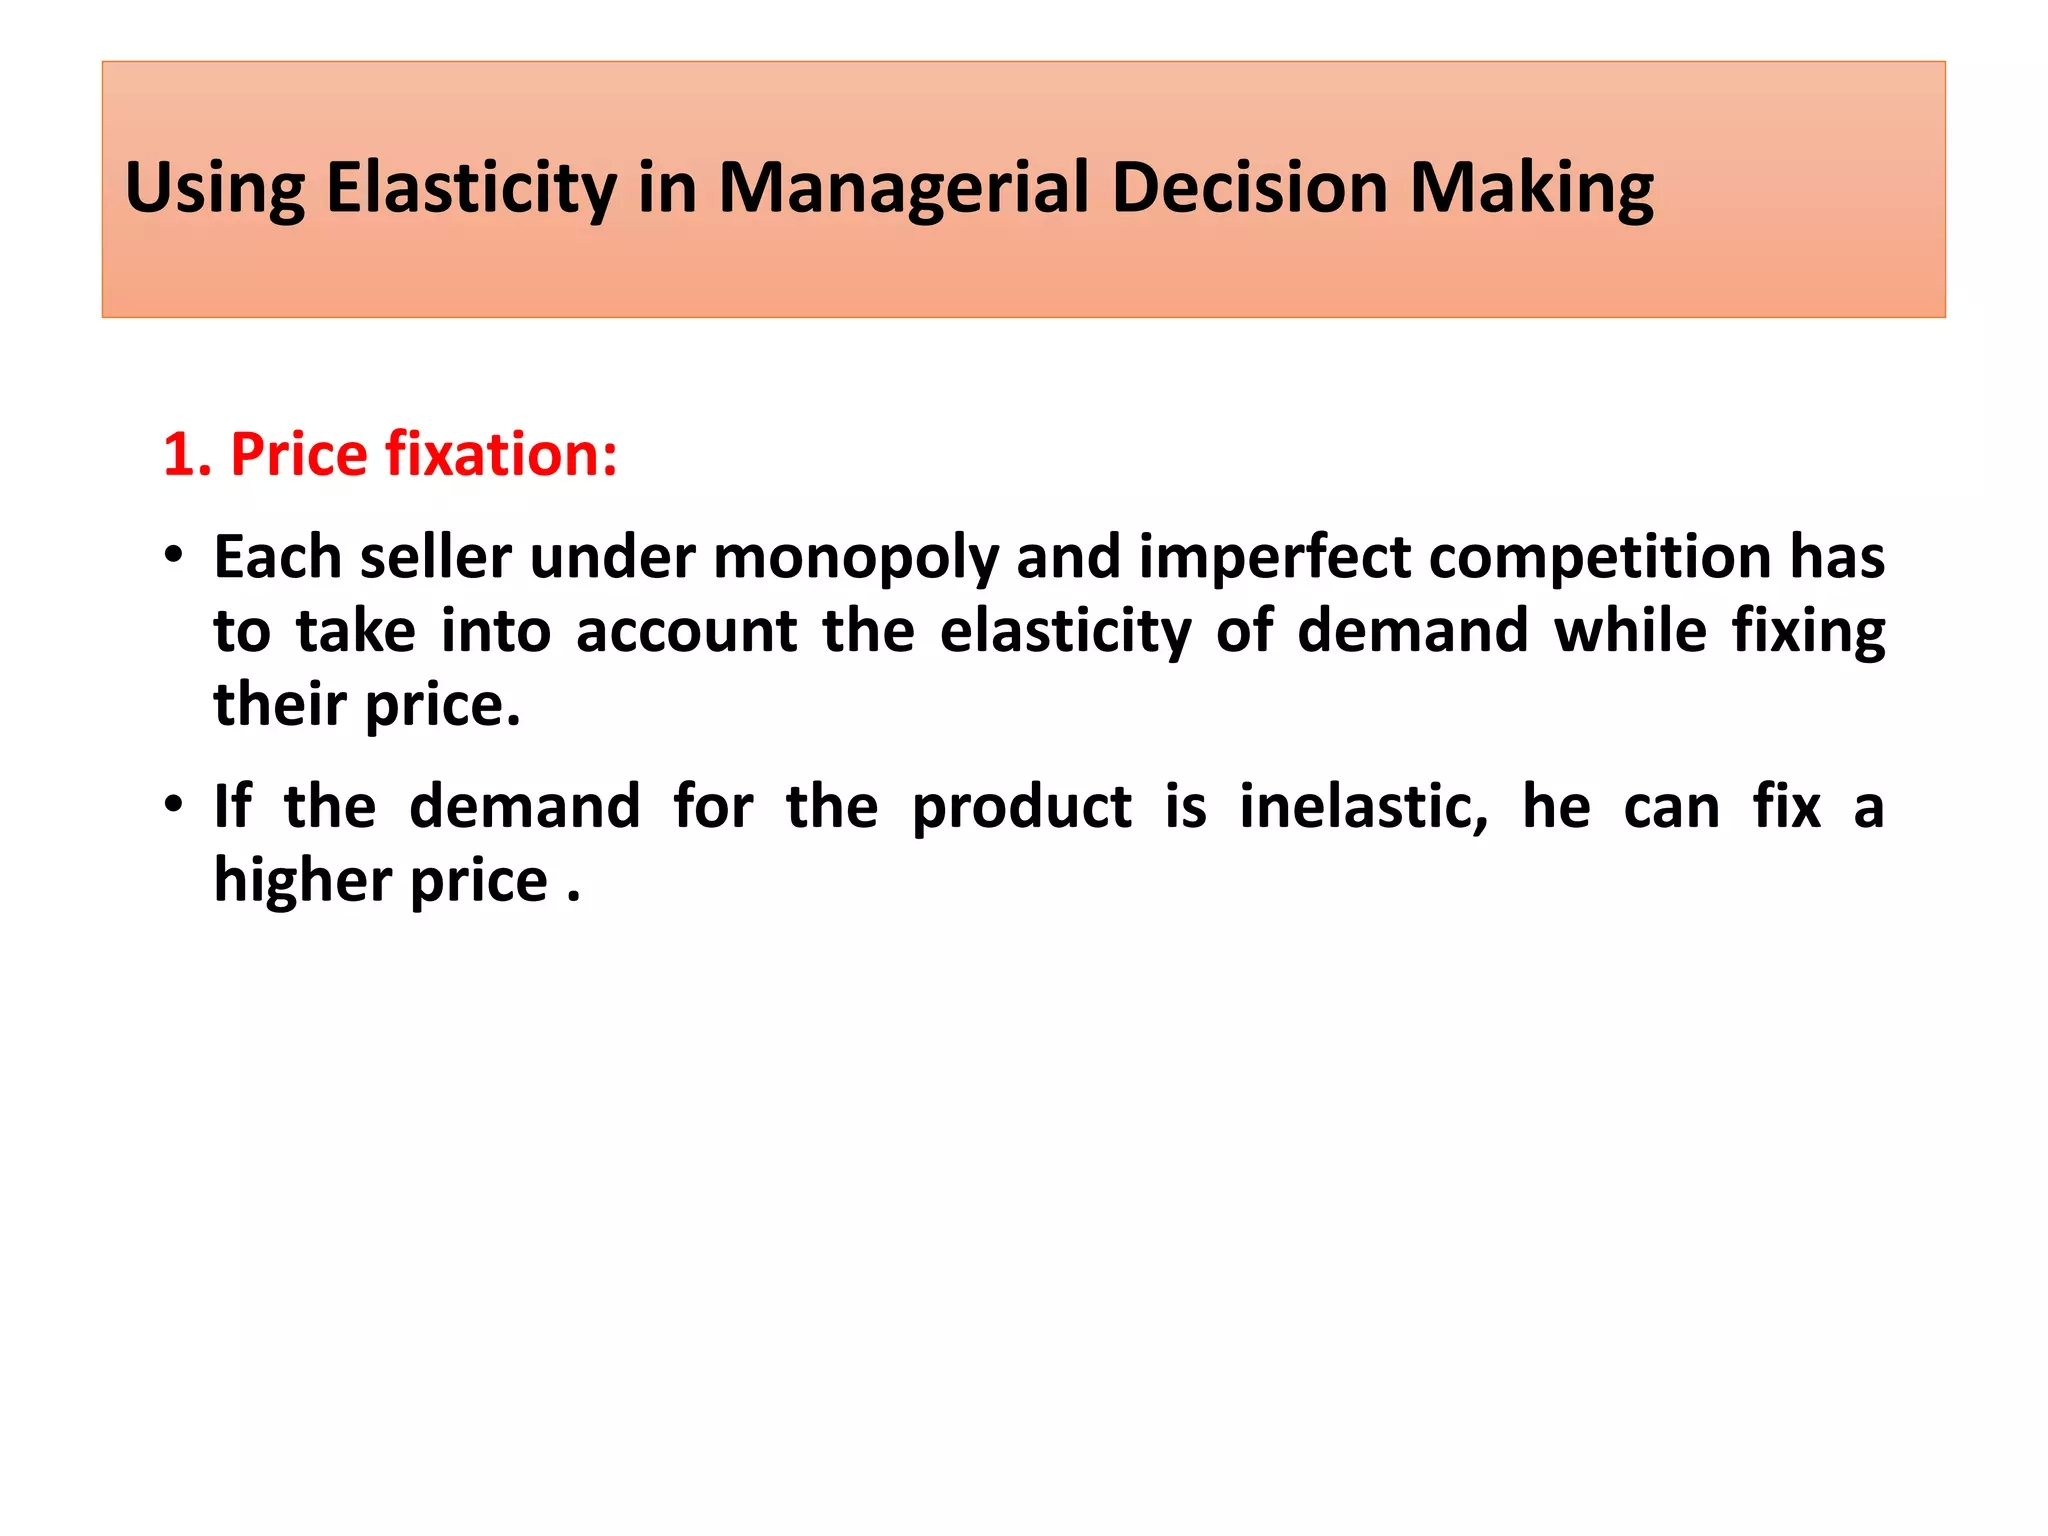 Using Elasticity in Managerial Decision Making
1. Price fixation:
• Each seller under monopoly and imperfect competition has
to take into account the elasticity of demand while fixing
their price.
• If the demand for the product is inelastic, he can fix a
higher price .